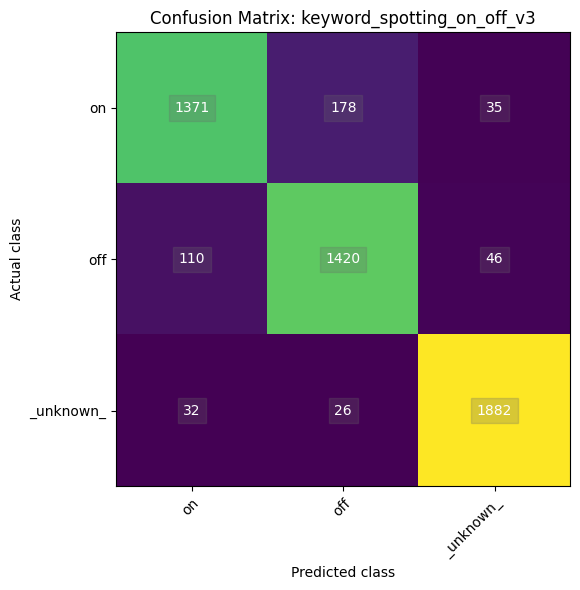 Confusion Matrix: keyword_spotting_on_off_v3
Actual class
on
1371 178 35
off
110 1420 46
_unknown_
32 26 1882
on off _unknown_
Predicted class